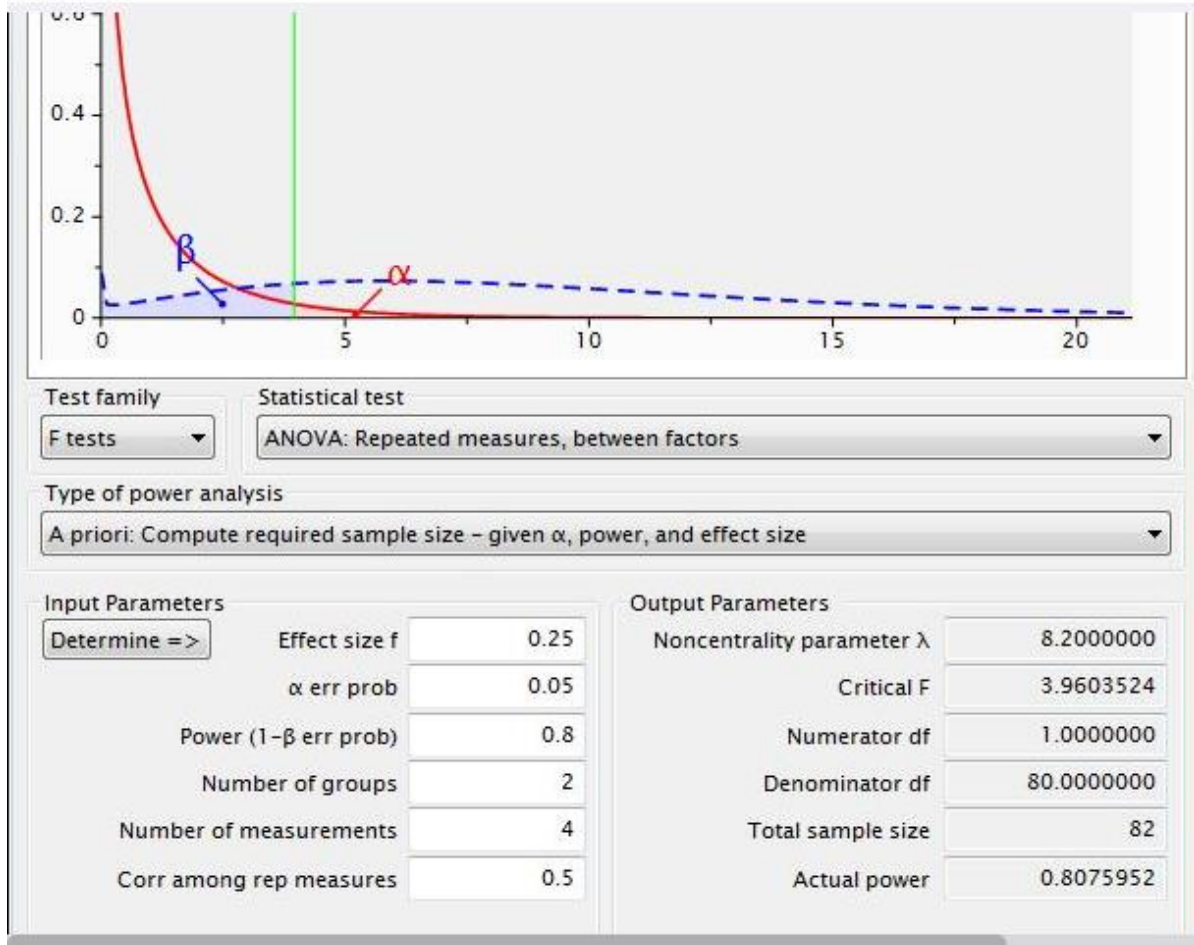 0.6
0.4
0.2
0
β
α
0 5 10 15 20
Test family Statistical test
F tests ANOVA: Repeated measures, between factors
Type of power analysis
A priori: Compute required sample size – given α, power, and effect size
Input Parameters Output Parameters
Determine => Effect size f 0.25 Noncentrality parameter λ 8.2000000
α err prob 0.05 Critical F 3.9603524
Power (1-β err prob) 0.8 Numerator df 1.0000000
Number of groups 2 Denominator df 80.0000000
Number of measurements 4 Total sample size 82
Corr among rep measures 0.5 Actual power 0.8075952